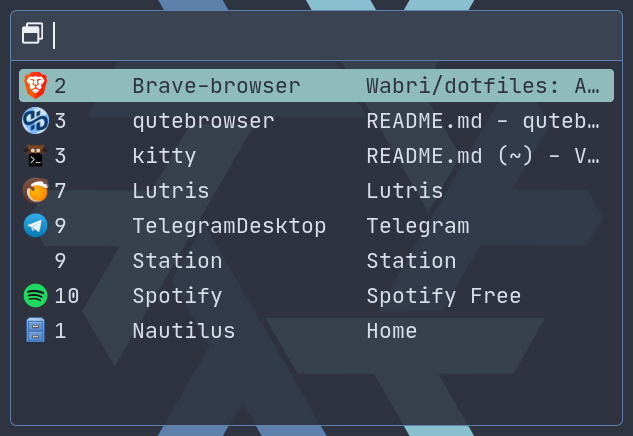 2 Brave-browser Wabri/dotfiles: A…
3 qutebrowser README.md - quteb…
3 kitty README.md (~) - V…
7 Lutris Lutris
9 TelegramDesktop Telegram
9 Station Station
10 Spotify Spotify Free
1 Nautilus Home